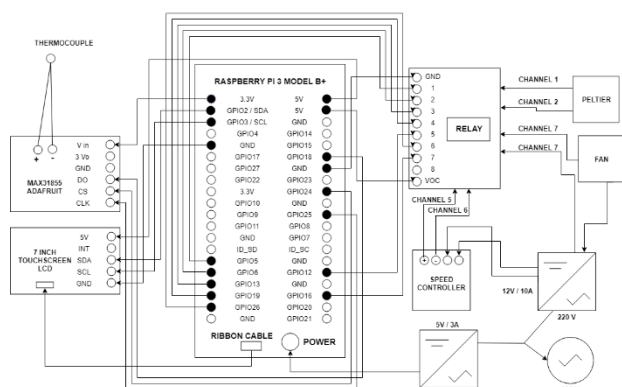 THERMOCOUPLE
+ -
V in
3 Vo
GND
DO
CS
CLK
MAX31855
ADAFRUIT
7 INCH
TOUCHSCREEN
LCD
5V
INT
SDA
SCL
GND
RASPBERRY PI 3 MODEL B+
3.3V 5V
GPIO2 / SDA 5V
GPIO3 / SCL GND
GPIO4 GPIO14
GND GPIO15
GPIO17 GPIO18
GPIO27 GND
GPIO22 GPIO23
3.3V GPIO24
GPIO10 GND
GPIO9 GPIO25
GPIO11 GPIO8
GND GPIO7
ID_SD ID_SC
GPIO5 GND
GPIO6 GPIO12
GPIO13 GND
GPIO19 GPIO16
GPIO26 GPIO20
GND GPIO21
RIBBON CABLE
POWER
GND
1
2
3
4
5
6
7
8
VOC
RELAY
CHANNEL 1
CHANNEL 2
CHANNEL 7
CHANNEL 7
PELTIER
FAN
CHANNEL 5
CHANNEL 6
+ -
SPEED
CONTROLLER
12V / 10A
220 V
5V / 3A